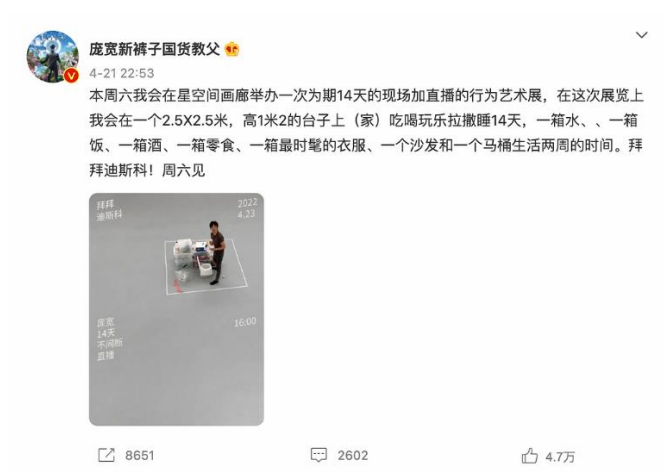 庞宽新裤子国货教父
4-21 22:53
本周六我会在星空间画廊举办一次为期14天的现场加直播的行为艺术展，在这次展览上
我会在一个2.5X2.5米，高1米2的台子上（家）吃喝玩乐拉撒睡14天，一箱水、、一箱
饭、一箱酒、一箱零食、一箱最时髦的衣服、一个沙发和一个马桶生活两周的时间。拜
拜迪斯科！周六见
拜拜
迪斯科
2022
4.23
庞宽
14天
不间断
直播
16:00
8651
2602
4.7万